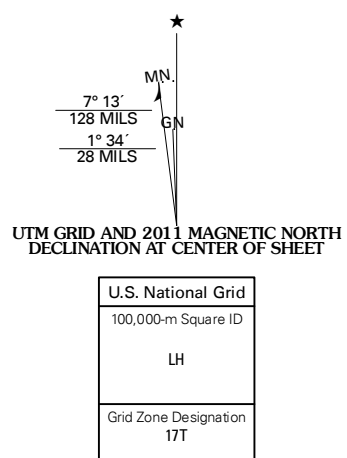 ★
MN.
7° 13´
128 MILS
GN
1° 34´
28 MILS
UTM GRID AND 2011 MAGNETIC NORTH
DECLINATION AT CENTER OF SHEET
U.S. National Grid
100,000-m Square ID
LH
Grid Zone Designation
17T